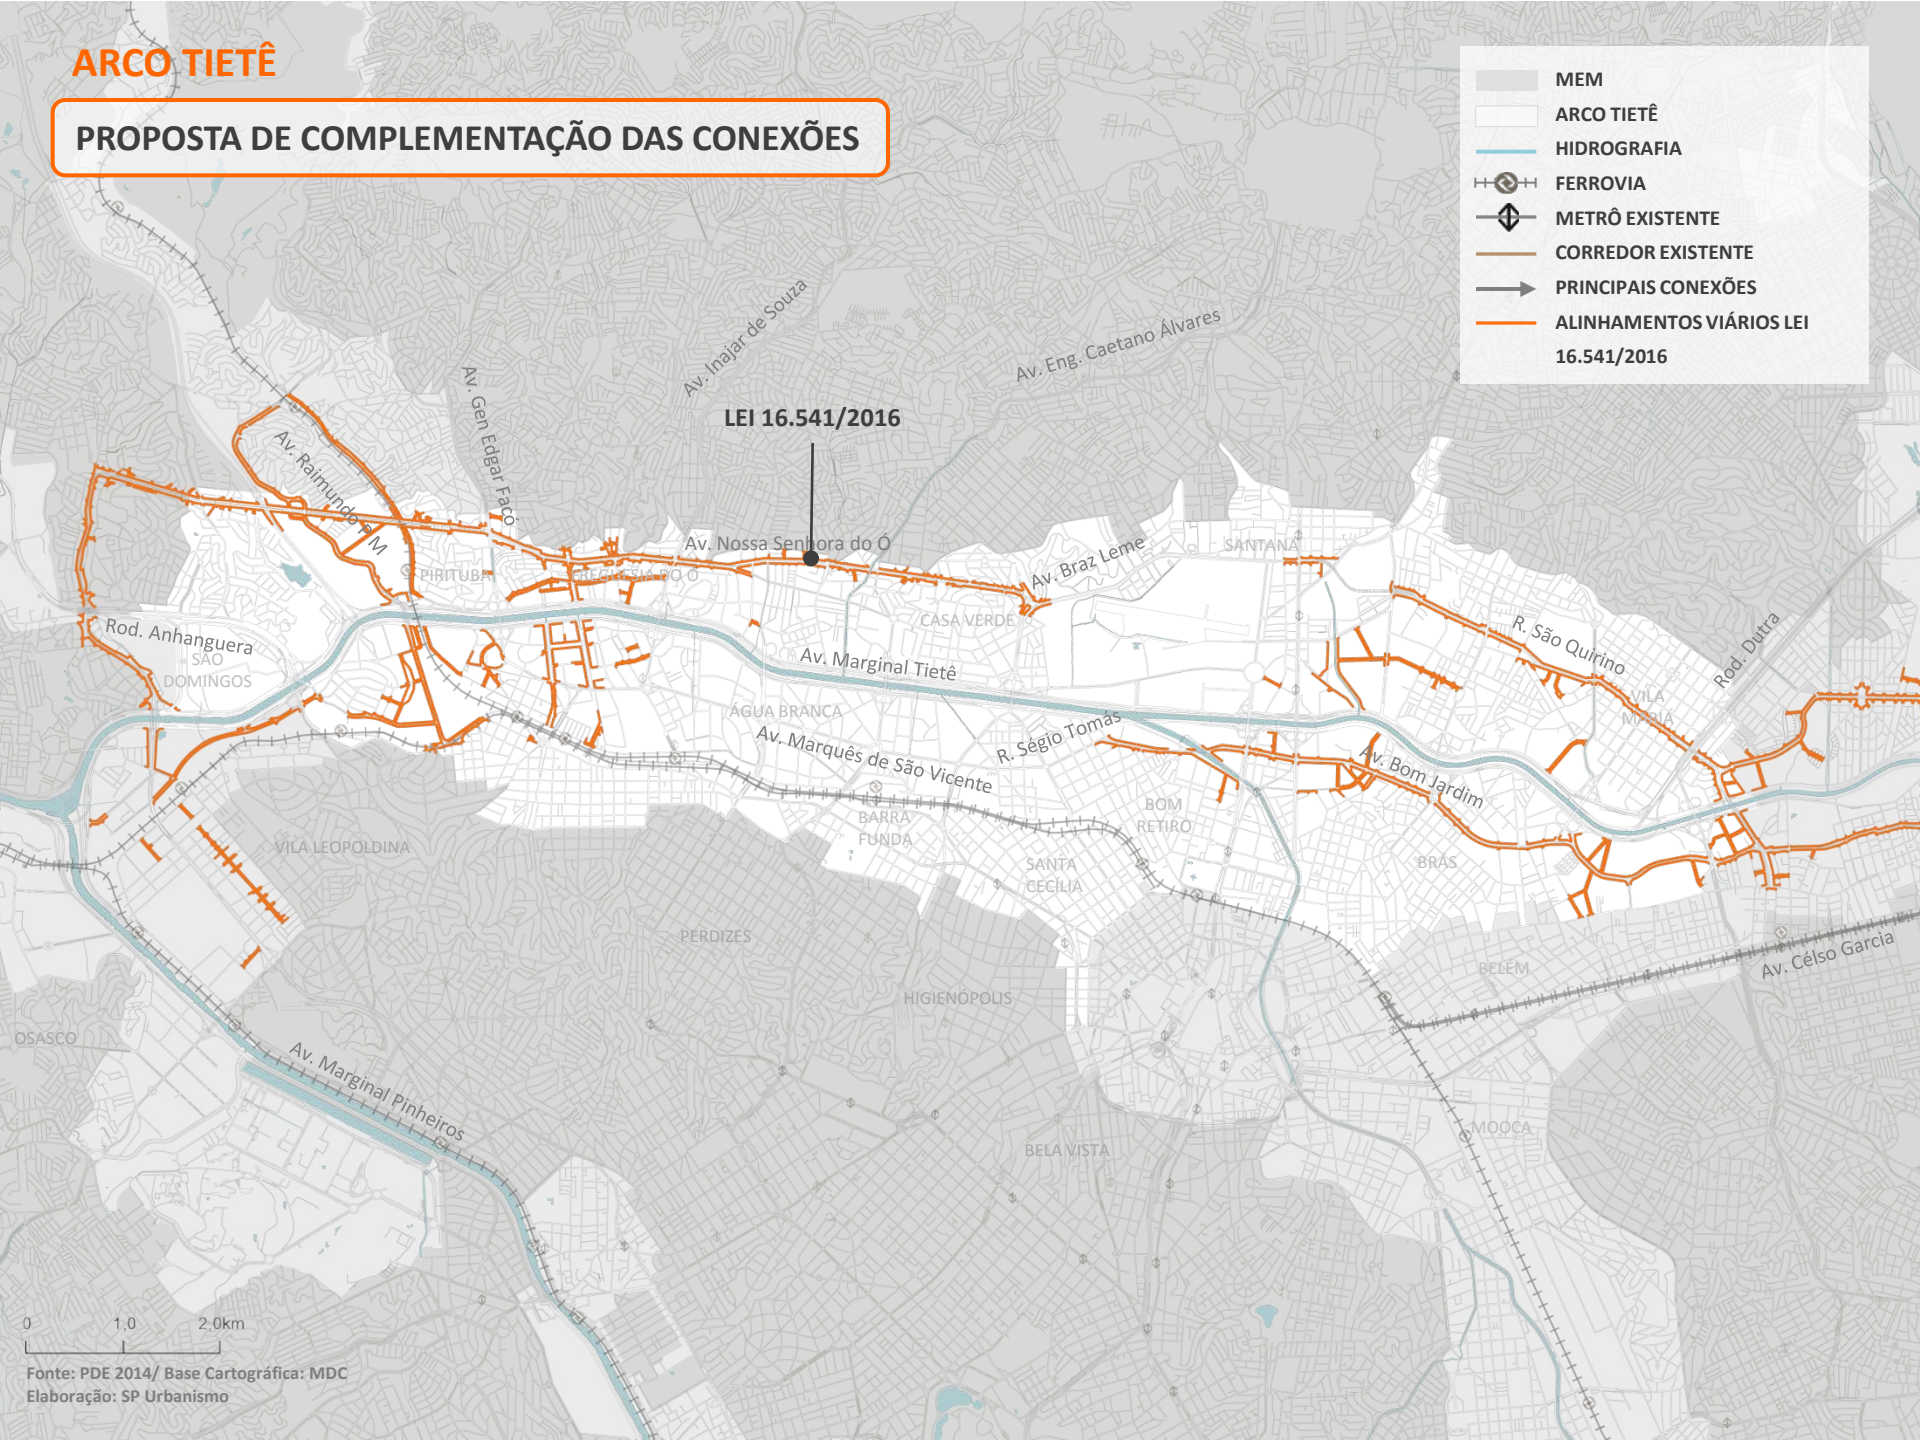 ARCO TIETÊ
PROPOSTA DE COMPLEMENTAÇÃO DAS CONEXÕES
MEM
ARCO TIETÊ
HIDROGRAFIA
FERROVIA
METRÔ EXISTENTE
CORREDOR EXISTENTE
PRINCIPAIS CONEXÕES
ALINHAMENTOS VIÁRIOS LEI
16.541/2016
Av. Inajar de Souza
Av. Eng. Caetano Álvares
Av. Gen Edgar Facó
LEI 16.541/2016
Av. Raimundo P M
Av. Nossa Senhora do Ó
Av. Braz Leme
SANTANA
PIRITUBA
FREGUESIA DO Ó
CASA VERDE
R. São Quirino
Rod. Dutra
Rod. Anhanguera
SÃO
DOMINGOS
Av. Marginal Tietê
VILA
MARIA
ÁGUA BRANCA
R. Ségio Tomás
Av. Marquês de São Vicente
Av. Bom Jardim
BOM
RETIRO
BARRA
FUNDA
VILA LEOPOLDINA
SANTA
CECÍLIA
BRÁS
PERDIZES
Av. Célso Garcia
BELÉM
HIGIENÓPOLIS
OSASCO
Av. Marginal Pinheiros
MOOCA
BELA VISTA
0 1,0 2,0km
Fonte: PDE 2014/ Base Cartográfica: MDC
Elaboração: SP Urbanismo